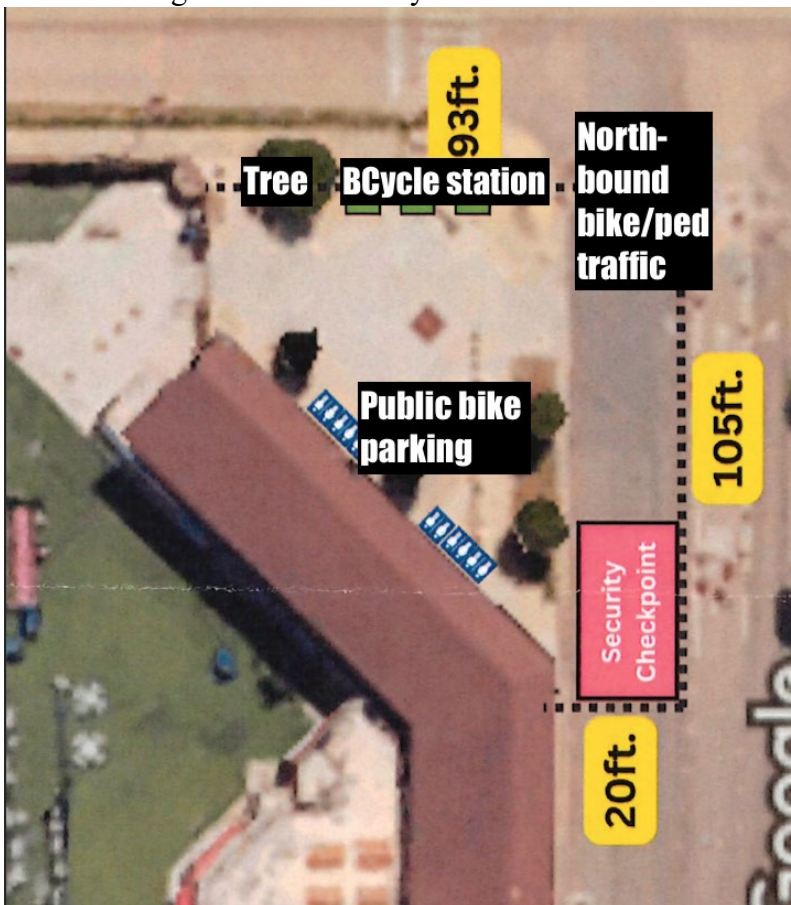 93ft.
North-
bound
bike/ped
traffic
Tree
BCycle station
105ft.
Public bike
parking
Security
Checkpoint
20ft.
Google